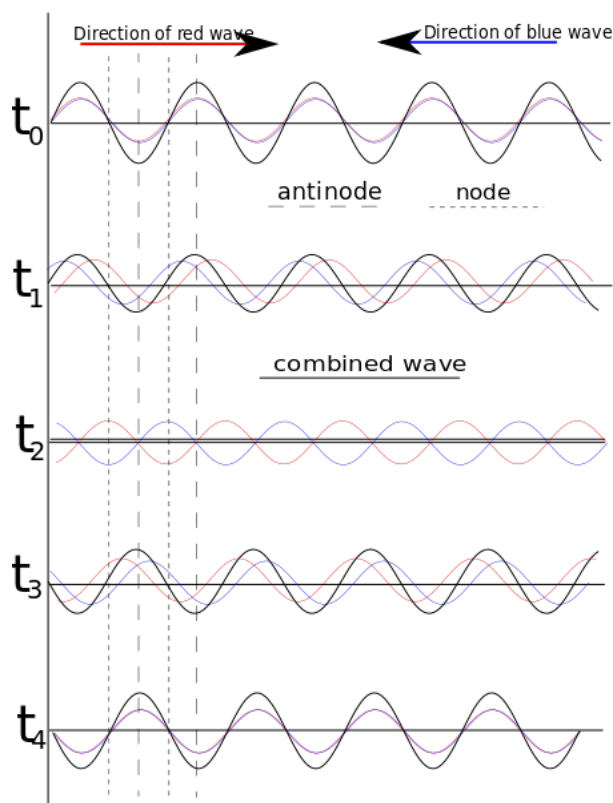 Direction of red wave
Direction of blue wave
t0
antinode
node
t1
combined wave
t2
t3
t4